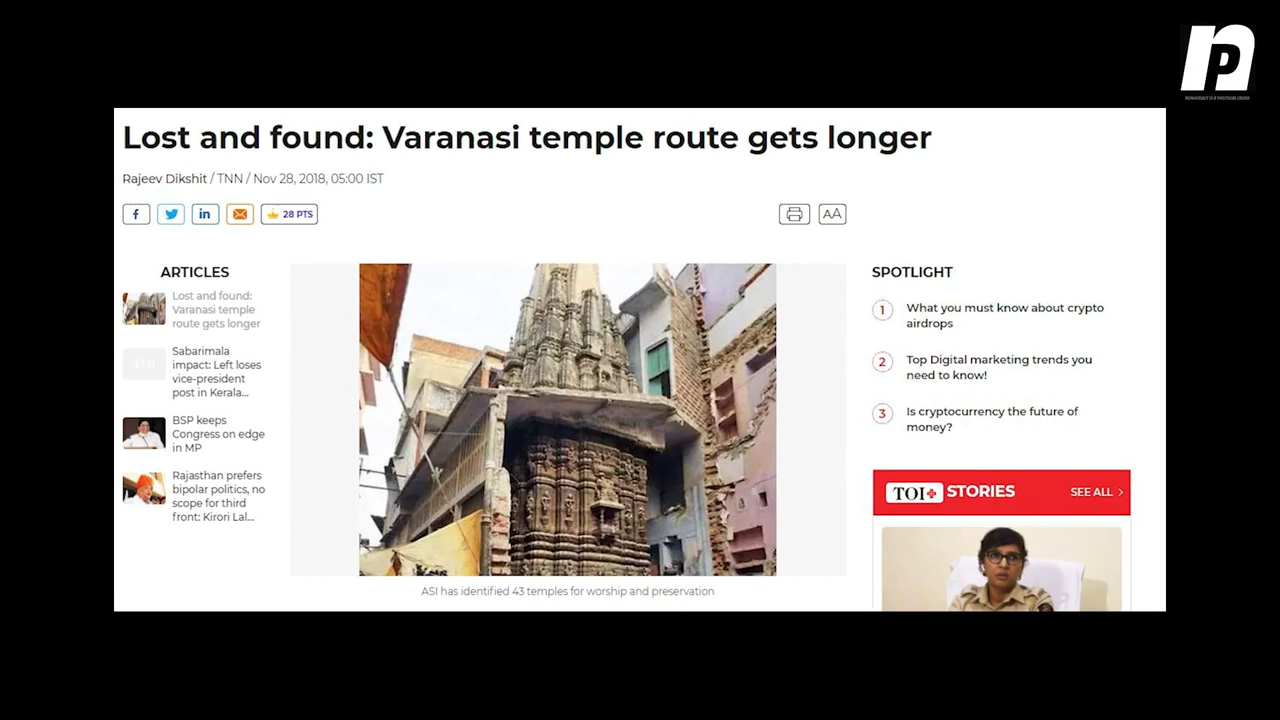 Lost and found: Varanasi temple route gets longer
Rajeev Dikshit / TNN / Nov 28, 2018, 05:00 IST
28 PTS
AA
ARTICLES
Lost and found:
Varanasi temple
route gets longer
TOI
Sabarimala
impact: Left loses
vice-president
post in Kerala...
BSP keeps
Congress on edge
in MP
Rajasthan prefers
bipolar politics, no
scope for third
front: Kirori Lal...
ASI has identified 43 temples for worship and preservation
SPOTLIGHT
1 What you must know about crypto
airdrops
2 Top Digital marketing trends you
need to know!
3 Is cryptocurrency the future of
money?
TOI+ STORIES SEE ALL >